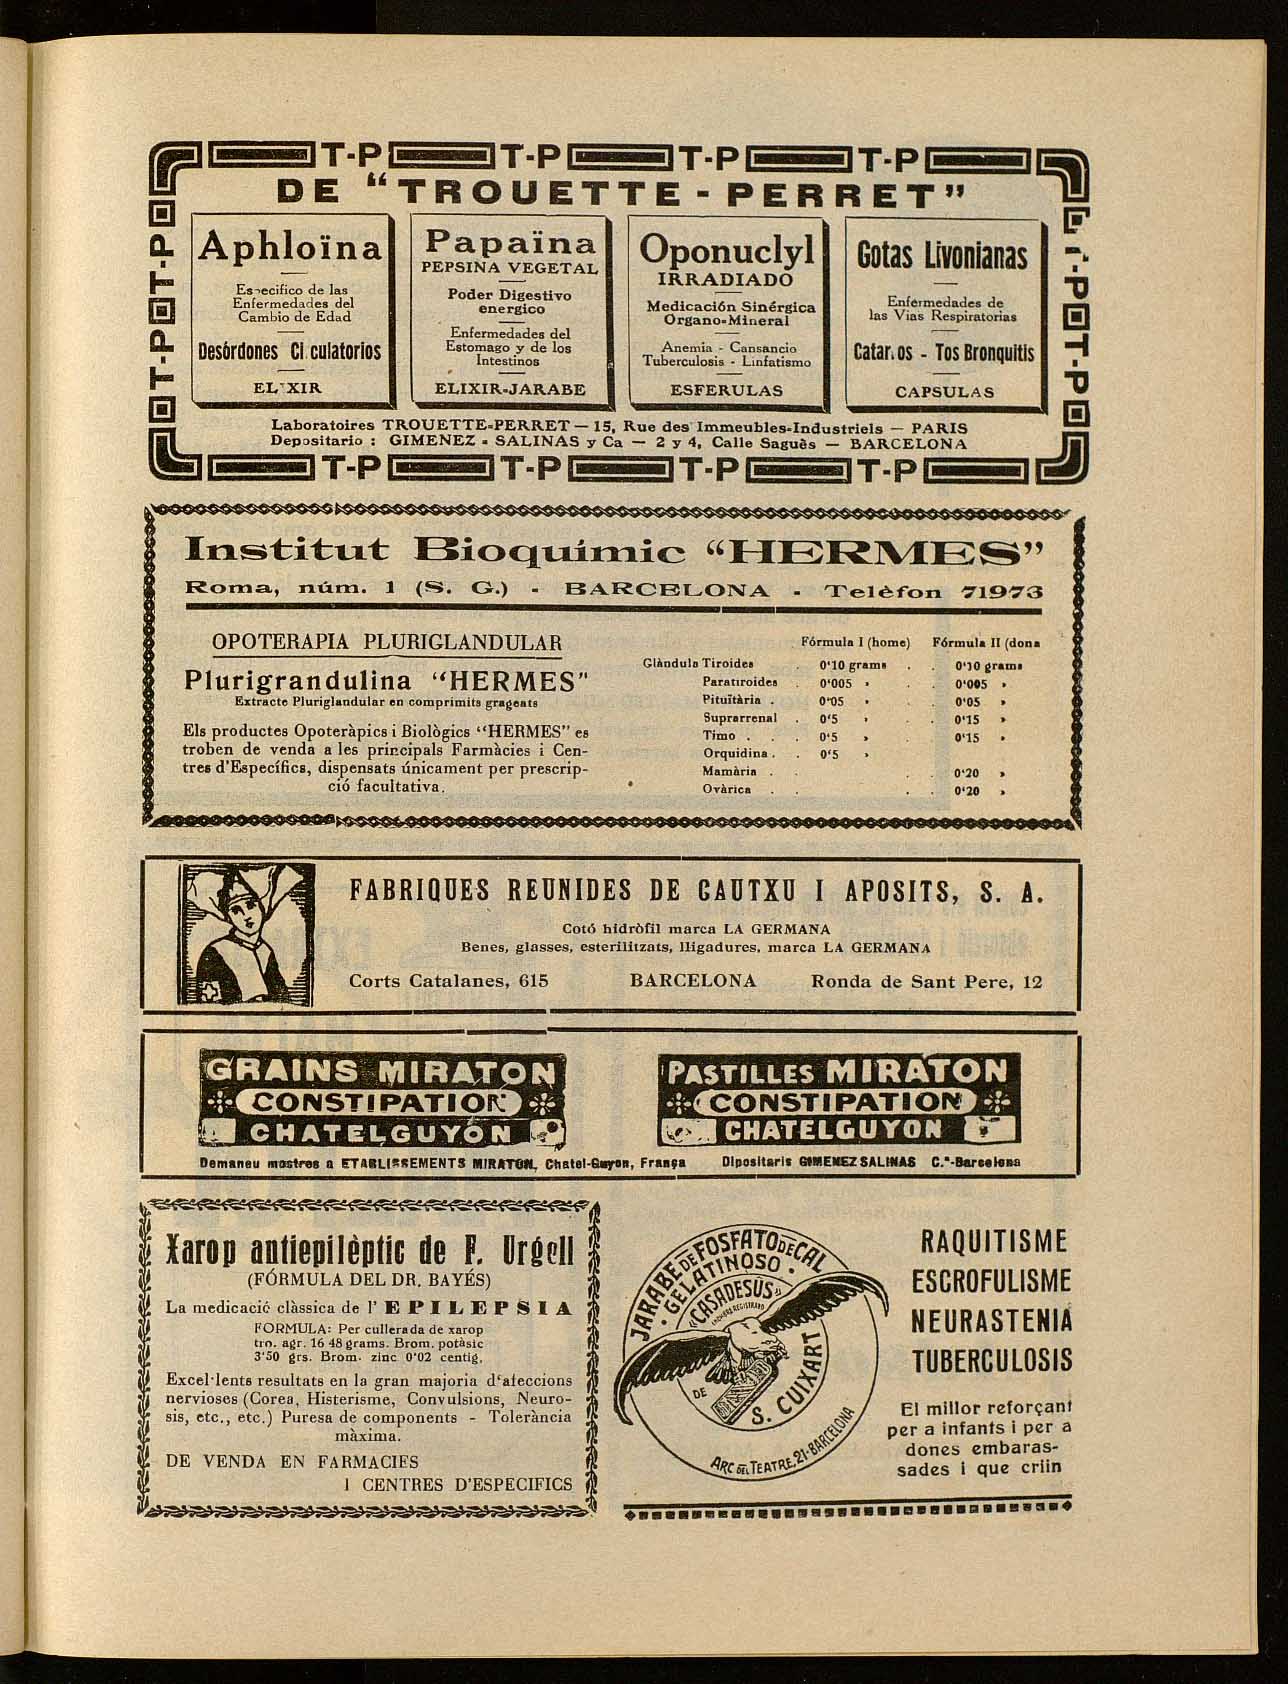 T-P T-P T-P T-P
DE "TROUETTE-PERRET"
Aphloïna
Específico de las
Enfermedades del
Cambio de Edad
Desórdones Circulatorios
ELIXIR
Papaïna
PEPSINA VEGETAL
Poder Digestivo
energico
Enfermedades del
Estomago y de los
Intestinos
ELIXIR-JARABE
Oponuclyl
IRRADIADO
Medicación Sinérgica
Organo-Mineral
Anemia - Cansancio
Tuberculosis - Linfatismo
ESFERULAS
Gotas Livonianas
Enfermedades de
las Vias Respiratorias
Catarros - Tos Bronquitis
CAPSULAS
T-P T-P
T-P T-P
Laboratoires TROUETTE-PERRET — 15, Rue des Immeubles-Industriels — PARIS
Depositario : GIMENEZ - SALINAS y Ca — 2 y 4, Calle Saguès — BARCELONA
T-P T-P T-P T-P
Institut Bioquímic "HERMES"
Roma, núm. 1 (S. G.) - BARCELONA - Telèfon 71973
OPOTERAPIA PLURIGLANDULAR
Plurigrandulina "HERMES"
Extracte Pluriglandular en comprimits grageats
Els productes Opoteràpics i Biològics "HERMES" es
troben de venda a les principals Farmàcies i Cen-
tres d'Específics, dispensats únicament per prescrip-
ció facultativa.
Fórmula I (home) Fórmula II (dona
Glàndula Tiroides . 0'10 grams . . 0'10 grams
Paratiroides . 0'005 » . . 0'005 »
Pituïtària . 0'05 » . . 0'05 »
Suprarrenal . 0'5 » . . 0'15 »
Timo . . 0'5 » . . 0'15 »
Orquidina . . 0'5 »
Mamària . . . . 0'20 »
Ovàrica . . . . 0'20 »
FABRIQUES REUNIDES DE CAUTXU I APOSITS, S. A.
Cotó hidròfil marca LA GERMANA
Benes, glasses, esterilitzats, lligadures, marca LA GERMANA
Corts Catalanes, 615 BARCELONA Ronda de Sant Pere, 12
GRAINS MIRATON
CONSTIPATION
CHATELGUYON
PASTILLES MIRATON
CONSTIPATION
CHATELGUYON
Demaneu mostres a ETABLISSEMENTS MIRATON, Chatel-Guyon, França Dipositaris GIMENEZ SALINAS C.ª-Barcelona
Xarop antiepilèptic de F. Urgell
(FÓRMULA DEL DR. BAYÉS)
La medicació clàssica de l' EPILEPSIA
FORMULA: Per cullerada de xarop
tro. agr. 16 48 grams. Brom. potàsic
3'50 grs. Brom. zinc 0'02 centig,
Excel·lents resultats en la gran majoria d'afeccions
nervioses (Corea, Histerisme, Convulsions, Neuro-
sis, etc., etc.) Puresa de components - Tolerància
màxima.
DE VENDA EN FARMACIES
I CENTRES D'ESPECIFICS
JARABE DE FOSFATO DE CAL
· GELATINOSO ·
"CASADESÚS"
DE
S. CUIXART
ARC DEL TEATRE, 21-BARCELONA
RAQUITISME
ESCROFULISME
NEURASTENIA
TUBERCULOSIS
El millor reforçant
per a infants i per a
dones embaras-
sades i que criin